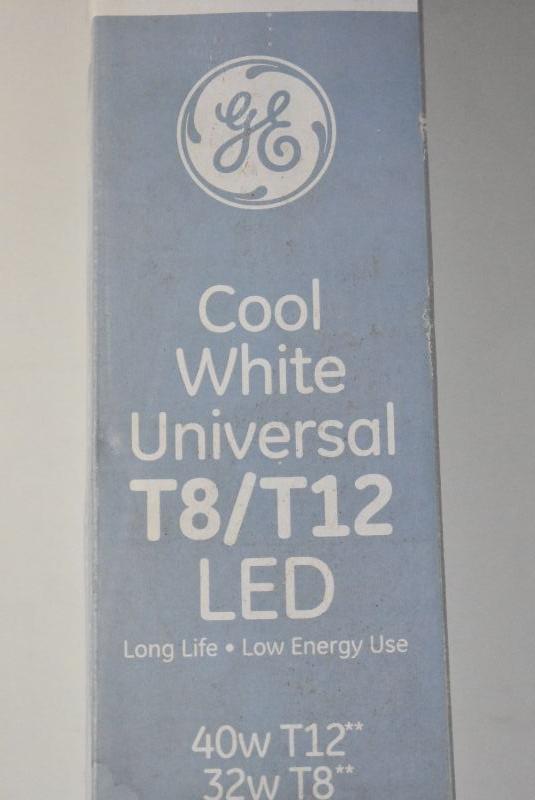 GE
Cool
White
Universal
T8/T12
LED
Long Life • Low Energy Use
40w T12**
32w T8**